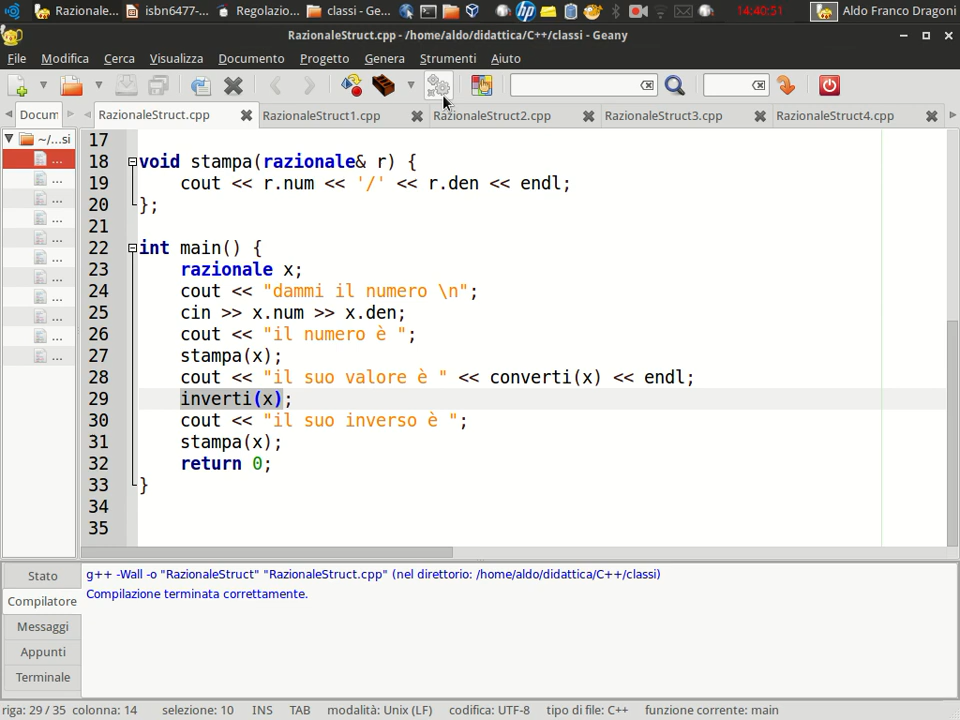 Razionale...
isbn6477-...
Regolazio...
classi - Ge...
14:40:51
Aldo Franco Dragoni
RazionaleStruct.cpp - /home/aldo/didattica/C++/classi - Geany
File Modifica Cerca Visualizza Documento Progetto Genera Strumenti Aiuto
Docum
RazionaleStruct.cpp
RazionaleStruct1.cpp
RazionaleStruct2.cpp
RazionaleStruct3.cpp
RazionaleStruct4.cpp
~/...si
...
...
...
...
...
...
...
...
...
...
...
17
18 void stampa(razionale& r) {
19 cout << r.num << '/' << r.den << endl;
20 };
21
22 int main() {
23 razionale x;
24 cout << "dammi il numero \n";
25 cin >> x.num >> x.den;
26 cout << "il numero è ";
27 stampa(x);
28 cout << "il suo valore è " << converti(x) << endl;
29 inverti(x);
30 cout << "il suo inverso è ";
31 stampa(x);
32 return 0;
33 }
34
35
Stato
Compilatore
Messaggi
Appunti
Terminale
g++ -Wall -o "RazionaleStruct" "RazionaleStruct.cpp" (nel direttorio: /home/aldo/didattica/C++/classi)
Compilazione terminata correttamente.
riga: 29 / 35 colonna: 14 selezione: 10 INS TAB modalità: Unix (LF) codifica: UTF-8 tipo di file: C++ funzione corrente: main